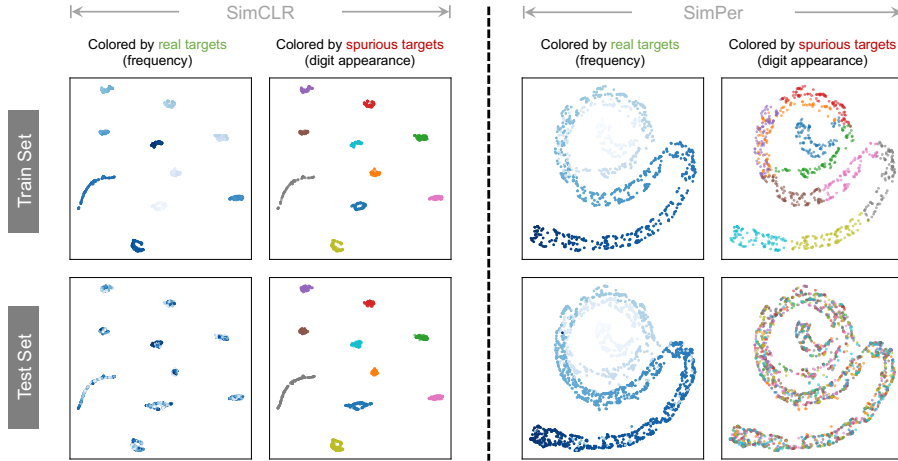 SimCLR
SimPer
Colored by real targets
(frequency)
Colored by spurious targets
(digit appearance)
Colored by real targets
(frequency)
Colored by spurious targets
(digit appearance)
Train Set
Test Set